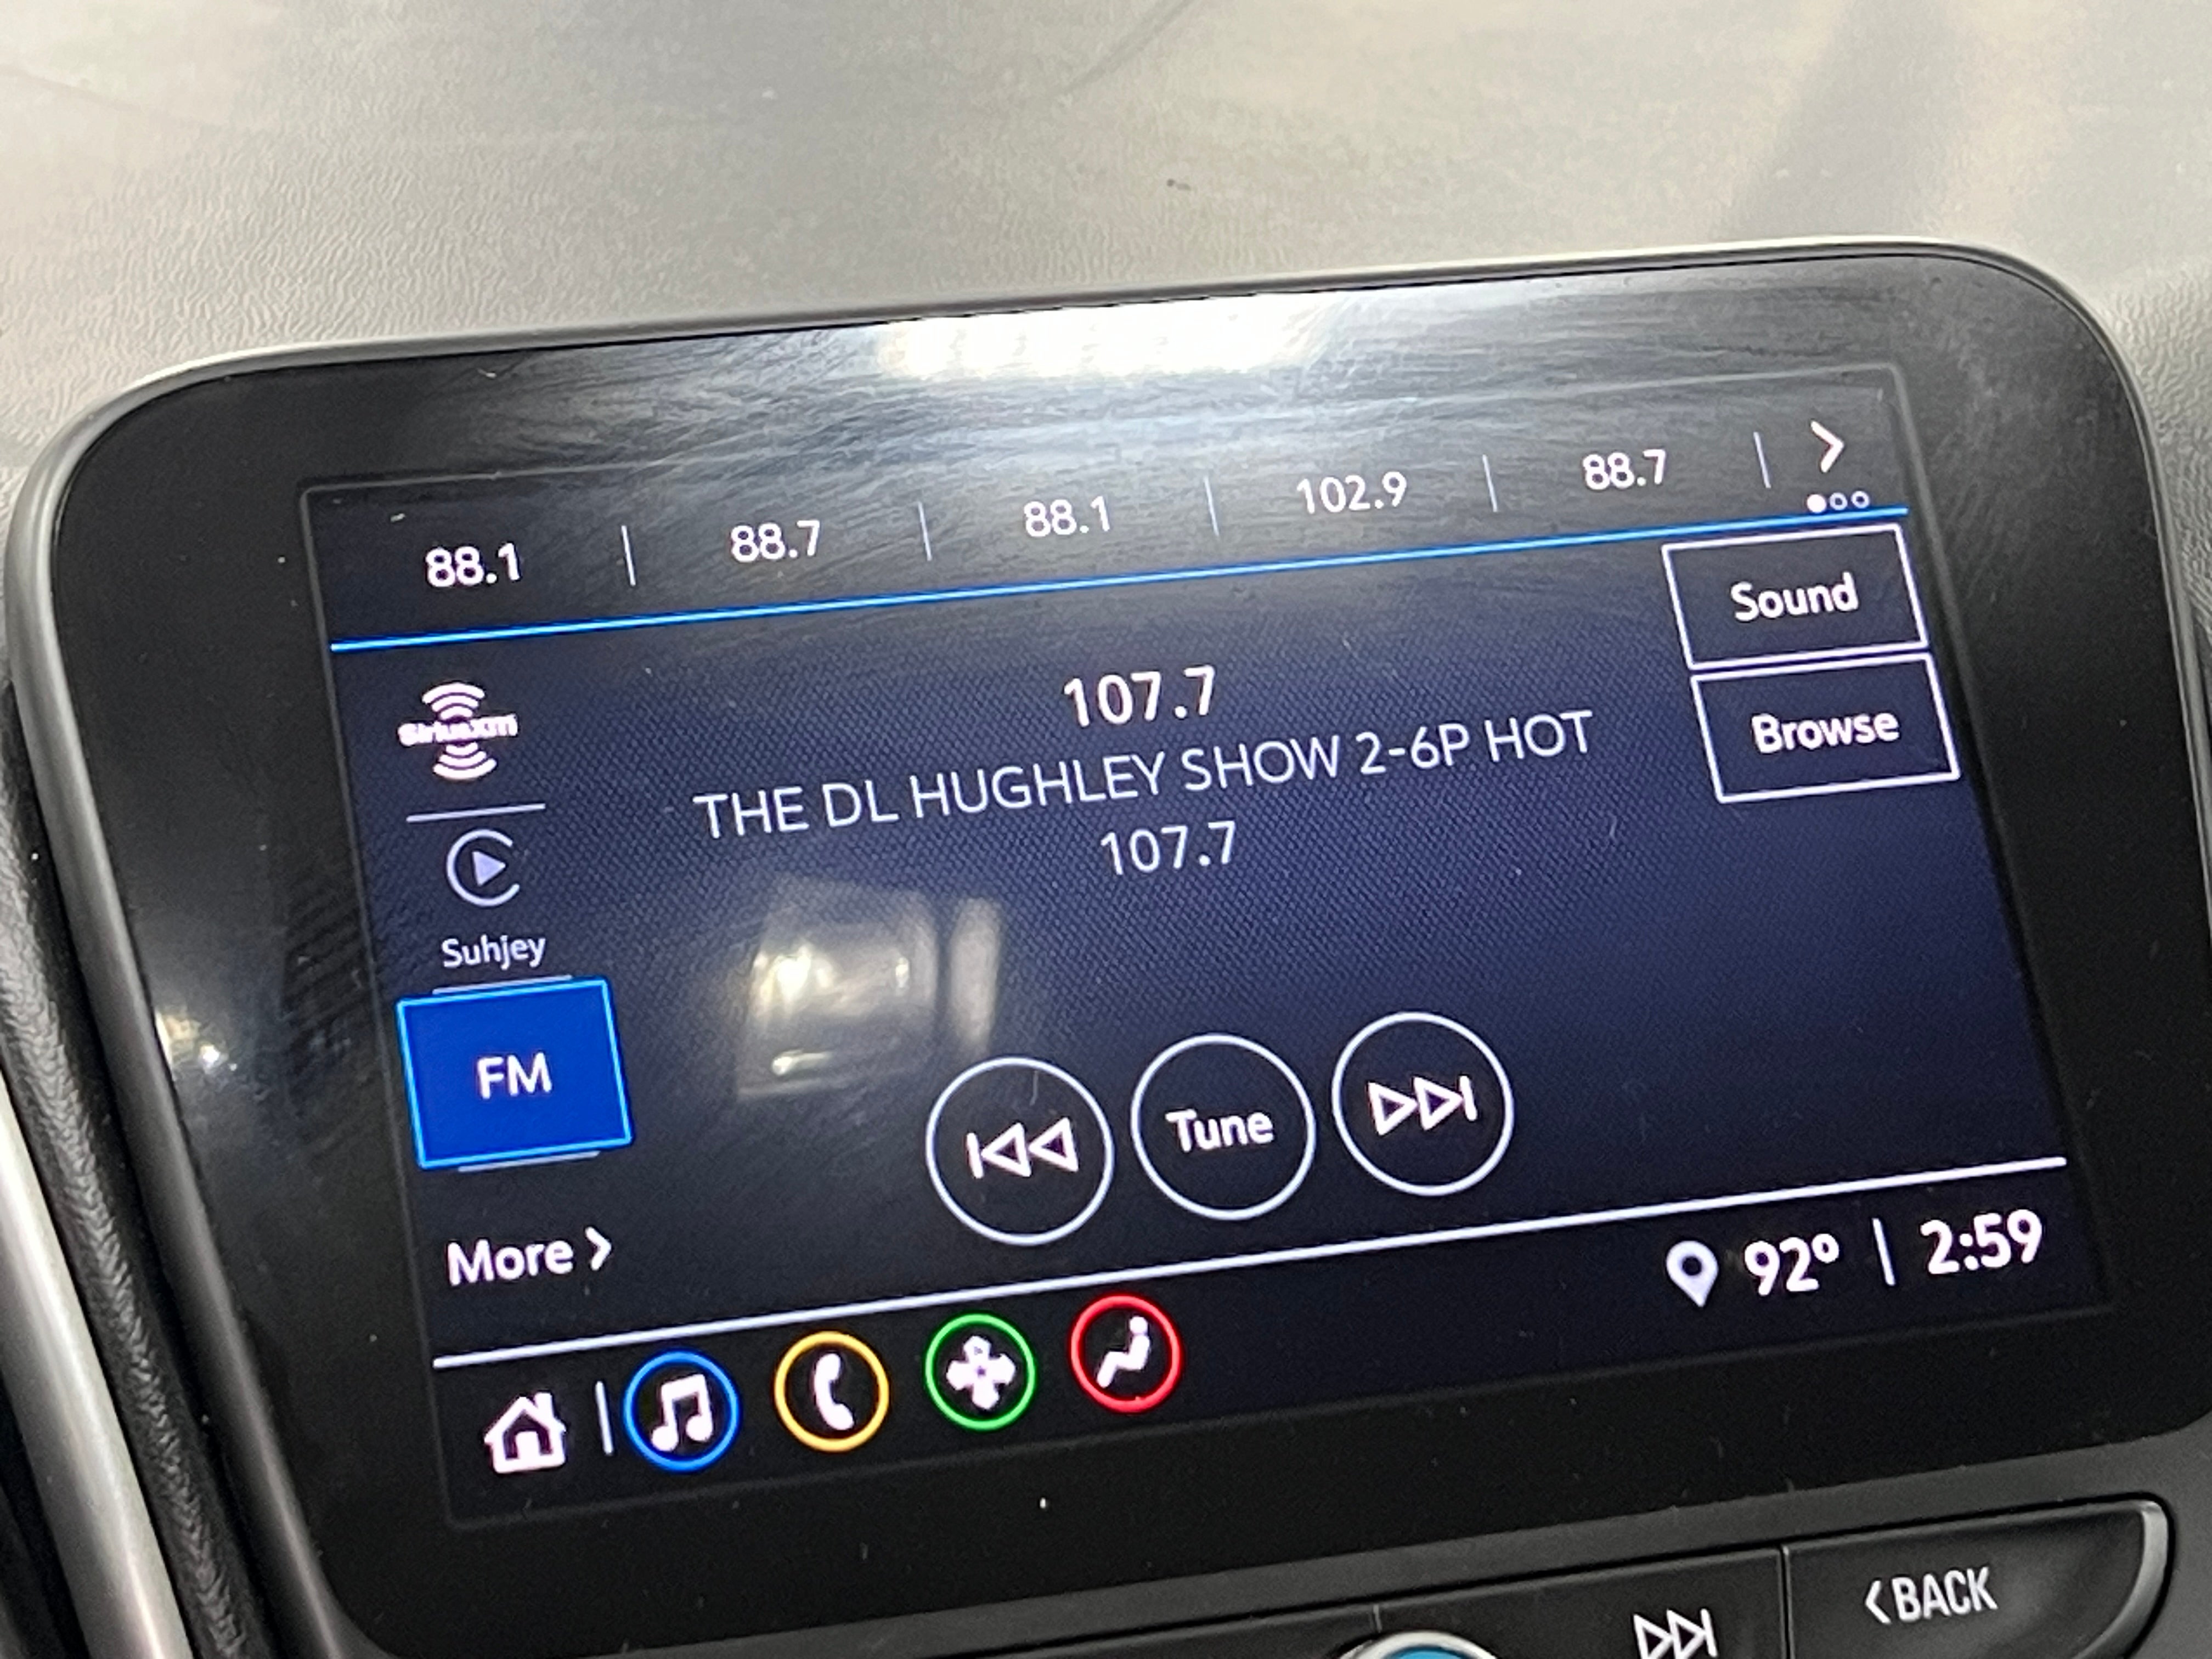 88.1 | 88.7 | 88.1 | 102.9 | 88.7 |
Sound
Browse
siriusxm
107.7
THE DL HUGHLEY SHOW 2-6P HOT
107.7
Suhjey
FM
Tune
More >
92° | 2:59
<BACK